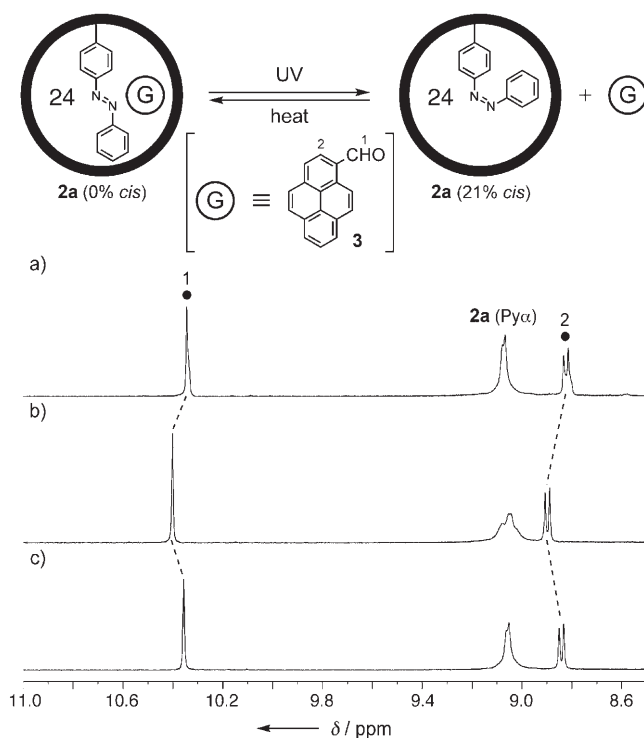 24
N
N
G
UV
heat
24
N
N
+ G
2a (0% cis)
2a (21% cis)
G ≡
2
1
CHO
3
a)
1
2a (Pyα)
2
b)
c)
11.0 10.6 10.2 9.8 9.4 9.0 8.6
δ / ppm